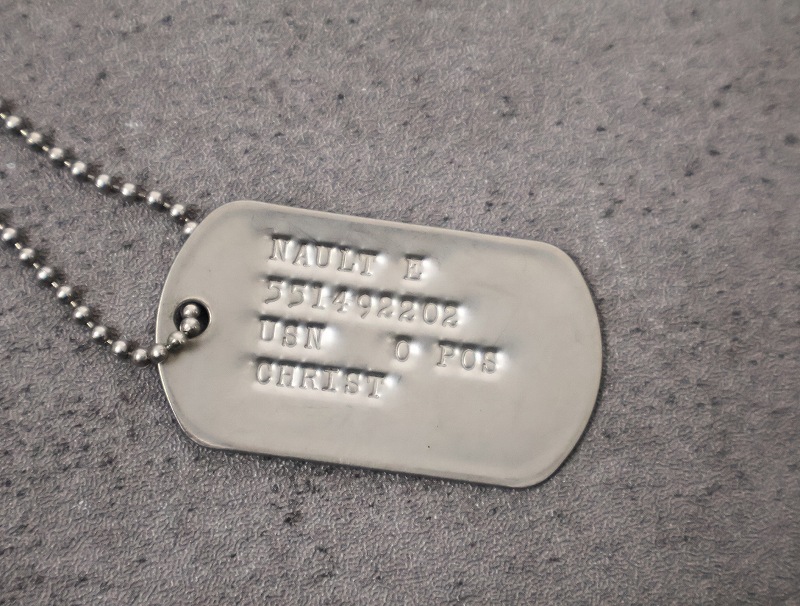 NAULT E
551492202
USN O POS
CHRIST